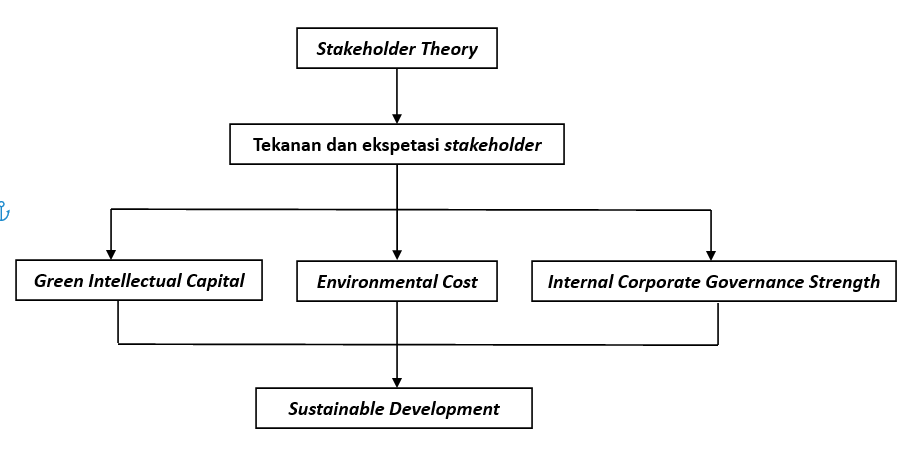 Stakeholder Theory
Tekanan dan ekspetasi stakeholder
Green Intellectual Capital
Environmental Cost
Internal Corporate Governance Strength
Sustainable Development